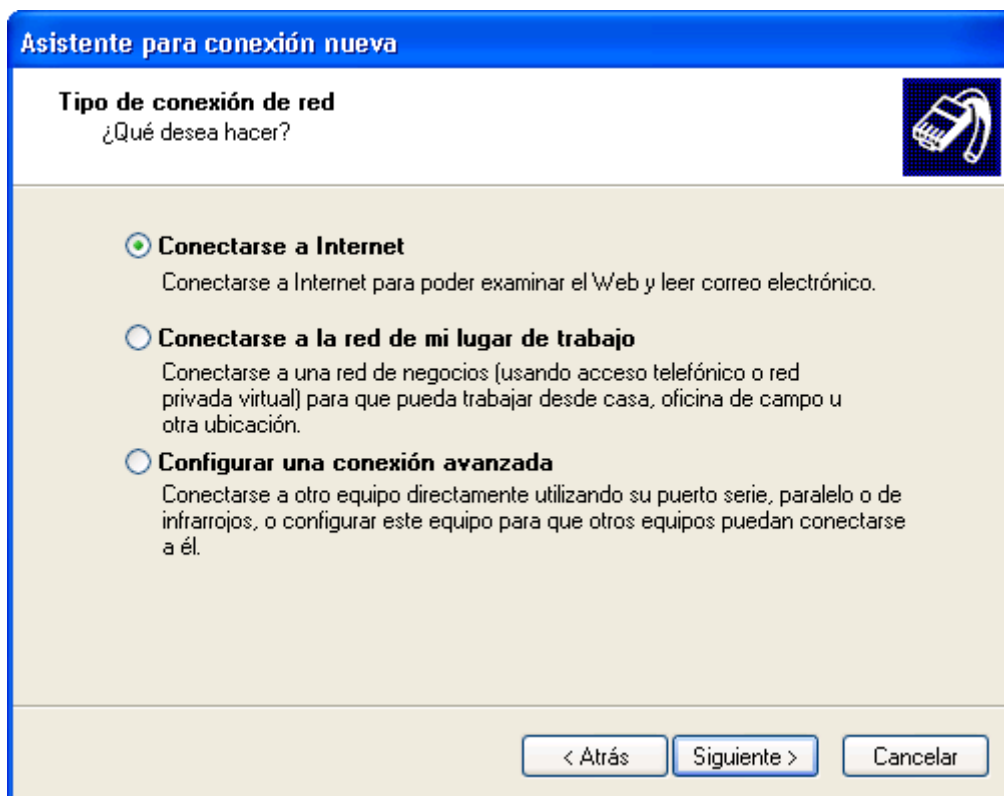 Asistente para conexión nueva
Tipo de conexión de red
¿Qué desea hacer?
Conectarse a Internet
Conectarse a Internet para poder examinar el Web y leer correo electrónico.
Conectarse a la red de mi lugar de trabajo
Conectarse a una red de negocios (usando acceso telefónico o red
privada virtual) para que pueda trabajar desde casa, oficina de campo u
otra ubicación.
Configurar una conexión avanzada
Conectarse a otro equipo directamente utilizando su puerto serie, paralelo o de
infrarrojos, o configurar este equipo para que otros equipos puedan conectarse
a él.
< Atrás
Siguiente >
Cancelar